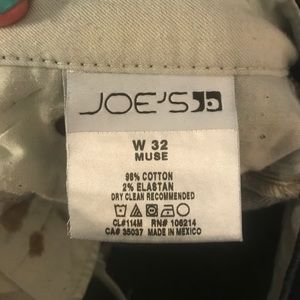 JOE'S
W 32
MUSE
98% COTTON
2% ELASTAN
DRY CLEAN RECOMMENDED
CL#114M RN# 106214
CA# 35037 MADE IN MEXICO